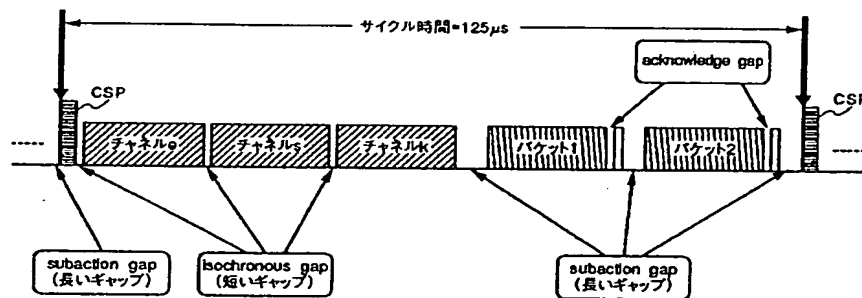 サイクル時間=125μs
acknowledge gap
CSP
CSP
チャネルe
チャネルs
チャネルk
パケット1
パケット2
subaction gap
(長いギャップ)
isochronous gap
(短いギャップ)
subaction gap
(長いギャップ)